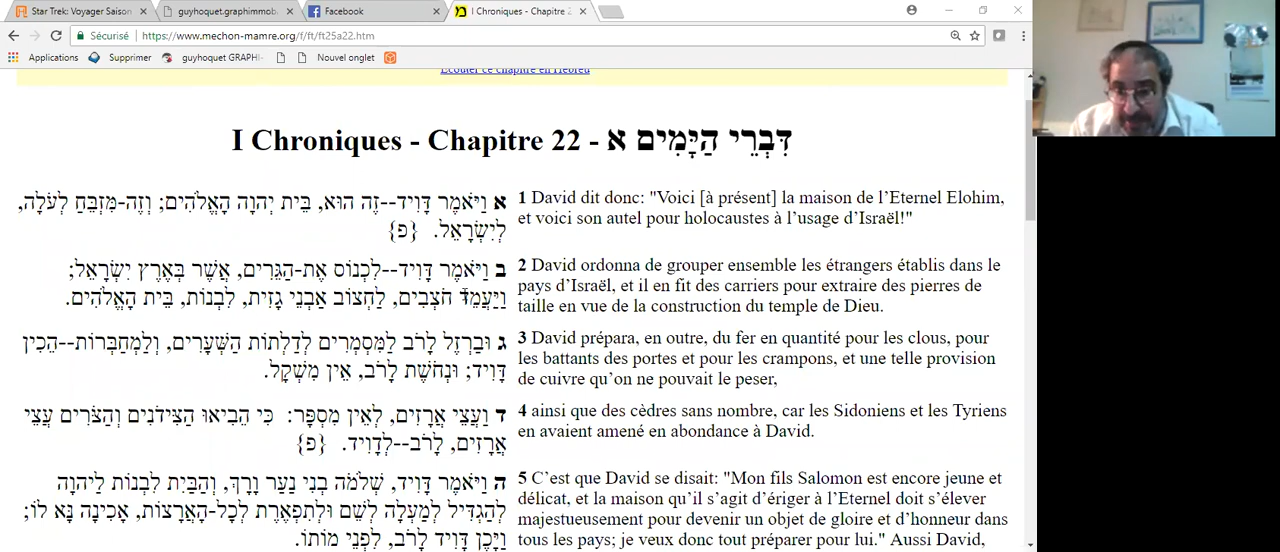 Star Trek: Voyager Saison
guyhoquet.graphimmob
Facebook
I Chroniques - Chapitre 2
Sécurisé
https://www.mechon-mamre.org/f/ft/ft25a22.htm
Applications
Supprimer
guyhoquet GRAPHI-
Nouvel onglet
Ecouter ce chapitre en Hébreu
I Chroniques - Chapitre 22 - דִּבְרֵי הַיָּמִים א
א וַיֹּאמֶר דָּוִיד--זֶה הוּא, בֵּית יְהוָה הָאֱלֹהִים; וְזֶה-מִּזְבֵּחַ לְעֹלָה,
לְיִשְׂרָאֵל. {פ}
1 David dit donc: "Voici [à présent] la maison de l’Eternel Elohim,
et voici son autel pour holocaustes à l’usage d’Israël!"
ב וַיֹּאמֶר דָּוִיד--לִכְנוֹס אֶת-הַגֵּרִים, אֲשֶׁר בְּאֶרֶץ יִשְׂרָאֵל;
וַיַּעֲמֵד חֹצְבִים, לַחְצוֹב אַבְנֵי גָזִית, לִבְנוֹת, בֵּית הָאֱלֹהִים.
2 David ordonna de grouper ensemble les étrangers établis dans le
pays d’Israël, et il en fit des carriers pour extraire des pierres de
taille en vue de la construction du temple de Dieu.
ג וּבַרְזֶל לָרֹב לַמִּסְמְרִים לְדַלְתוֹת הַשְּׁעָרִים, וְלַמְחַבְּרוֹת--הֵכִין
דָּוִיד; וּנְחֹשֶׁת לָרֹב, אֵין מִשְׁקָל.
3 David prépara, en outre, du fer en quantité pour les clous, pour
les battants des portes et pour les crampons, et une telle provision
de cuivre qu’on ne pouvait le peser,
ד וַעֲצֵי אֲרָזִים, לְאֵין מִסְפָּר: כִּי הֵבִיאוּ הַצִּידֹנִים וְהַצֹּרִים עֲצֵי
אֲרָזִים, לָרֹב--לְדָוִיד. {פ}
4 ainsi que des cèdres sans nombre, car les Sidoniens et les Tyriens
en avaient amené en abondance à David.
ה וַיֹּאמֶר דָּוִיד, שְׁלֹמֹה בְנִי נַעַר וָרָךְ, וְהַבַּיִת לִבְנוֹת לַיהוָה
לְהַגְדִּיל לְמַעְלָה לְשֵׁם וּלְתִפְאֶרֶת לְכָל-הָאֲרָצוֹת, אָכִינָה נָּא לוֹ;
וַיָּכֶן דָּוִיד לָרֹב, לִפְנֵי מוֹתוֹ.
5 C’est que David se disait: "Mon fils Salomon est encore jeune et
délicat, et la maison qu’il s’agit d’ériger à l’Eternel doit s’élever
majestueusement pour devenir un objet de gloire et d’honneur dans
tous les pays; je veux donc tout préparer pour lui." Aussi David,